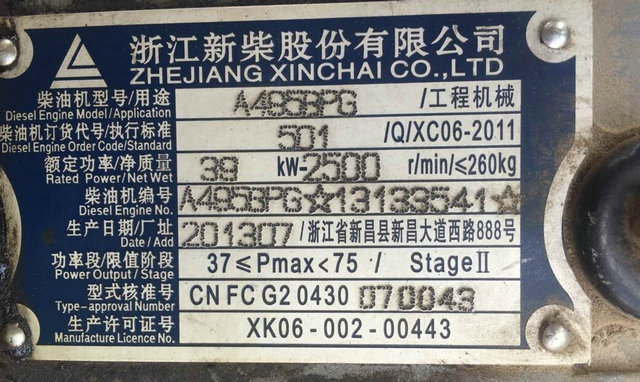 浙江新柴股份有限公司
ZHEJIANG XINCHAI CO.,LTD
柴油机型号/用途 A495BPG /工程机械
Diesel Engine Model/Application
柴油机订货代号/执行标准 501 /Q/XC06-2011
Diesel Engine Order Code/Standard
额定功率/净质量 39 kW-2500 r/min/≤260kg
Rated Power/Net Weight
柴油机编号 A495BPG☆13133541☆
Diesel Engine No.
生产日期/厂址 201307/浙江省新昌县新昌大道西路888号
Date/Add
功率段/限值阶段 37≤Pmax<75 / StageⅡ
Power Output/Stage
型式核准号 CN FC G2 0430 070043
Type-approval Number
生产许可证号 XK06-002-00443
Manufacture Licence No.